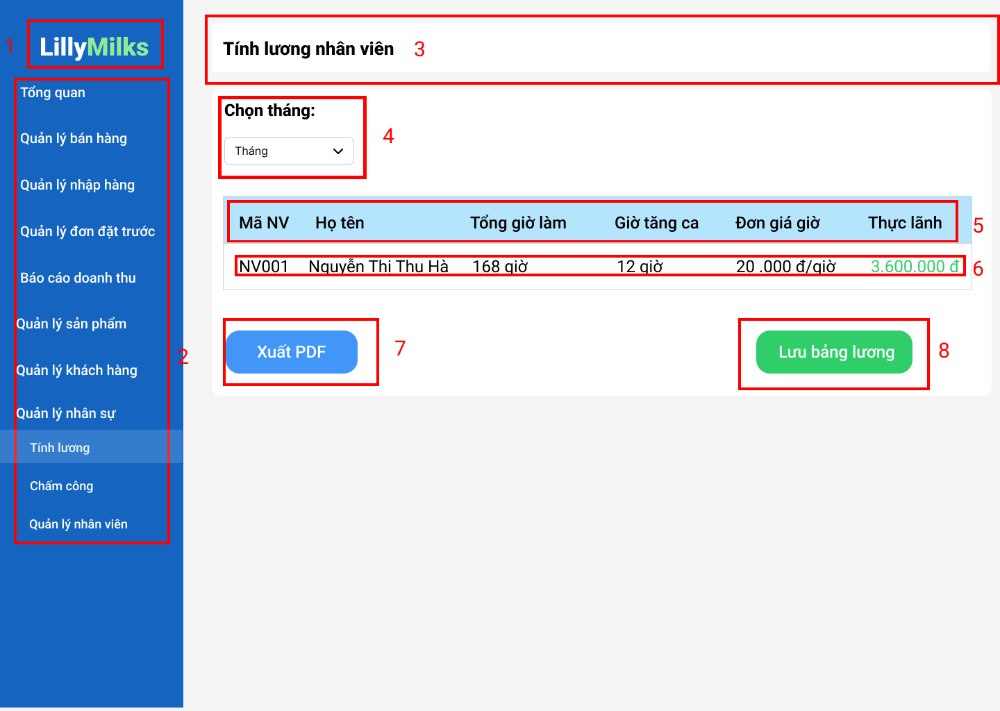 1
LillyMilks
Tổng quan
Quản lý bán hàng
Quản lý nhập hàng
Quản lý đơn đặt trước
Báo cáo doanh thu
Quản lý sản phẩm
2
Quản lý khách hàng
Quản lý nhân sự
Tính lương
Chấm công
Quản lý nhân viên
Tính lương nhân viên 3
Chọn tháng:
4
Tháng
Mã NV Họ tên Tổng giờ làm Giờ tăng ca Đơn giá giờ Thực lãnh 5
NV001 Nguyễn Thị Thu Hà 168 giờ 12 giờ 20 .000 đ/giờ 3.600.000 đ 6
Xuất PDF 7 Lưu bảng lương 8